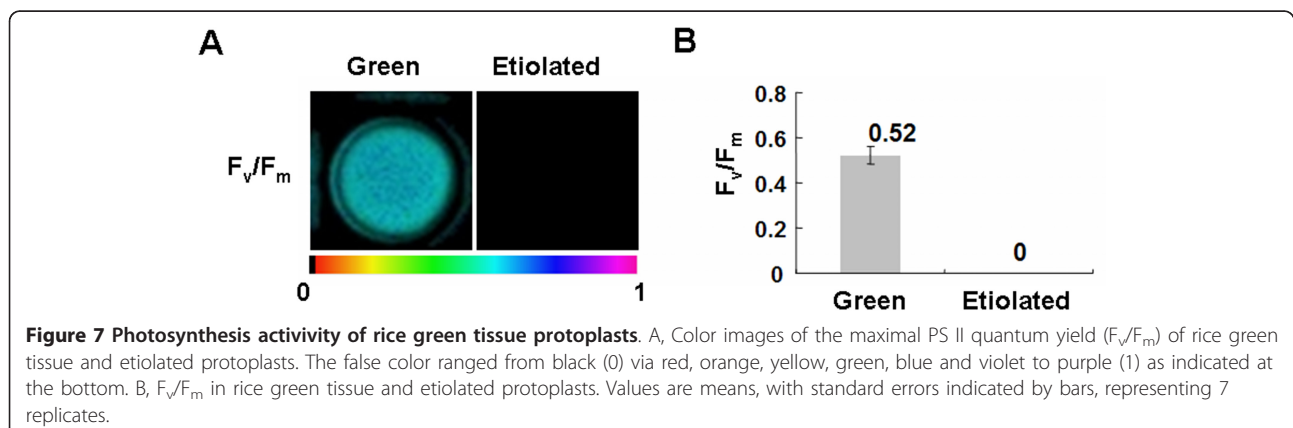 A
Green Etiolated
Fv/Fm
0 1
B
Fv/Fm
0.8
0.6
0.4
0.2
0
0.52
0
Green Etiolated
Figure 7 Photosynthesis activivity of rice green tissue protoplasts. A, Color images of the maximal PS II quantum yield (Fv/Fm) of rice green
tissue and etiolated protoplasts. The false color ranged from black (0) via red, orange, yellow, green, blue and violet to purple (1) as indicated at
the bottom. B, Fv/Fm in rice green tissue and etiolated protoplasts. Values are means, with standard errors indicated by bars, representing 7
replicates.